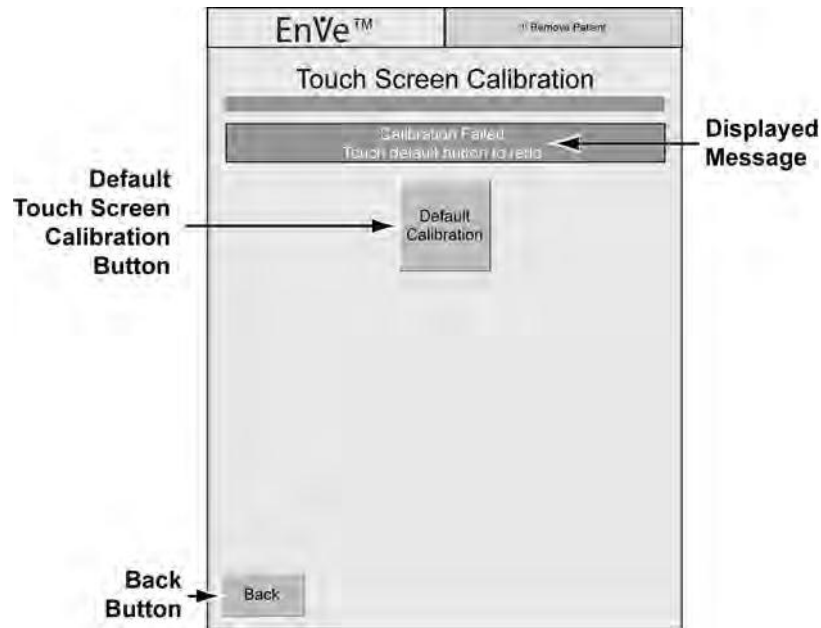 EnVe™
!! Remove Patient
Touch Screen Calibration
Calibration Failed
Touch default button to redo
Displayed
Message
Default
Touch Screen
Calibration
Button
Default
Calibration
Back
Button
Back